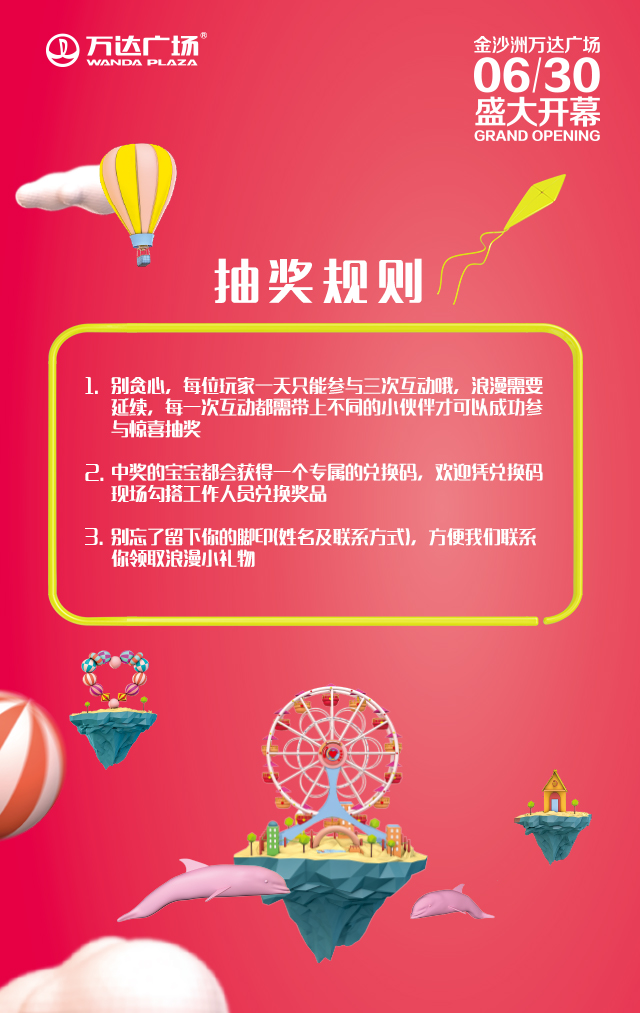 万达广场®
WANDA PLAZA
金沙洲万达广场
06/30
盛大开幕
GRAND OPENING
抽奖规则
1. 别贪心，每位玩家一天只能参与三次互动哦，浪漫需要
延续，每一次互动都需带上不同的小伙伴才可以成功参
与惊喜抽奖
2. 中奖的宝宝都会获得一个专属的兑换码，欢迎凭兑换码
现场勾搭工作人员兑换奖品
3. 别忘了留下你的脚印(姓名及联系方式)，方便我们联系
你领取浪漫小礼物